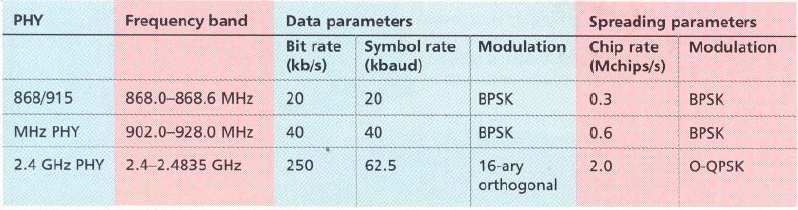 PHY Frequency band Data parameters Spreading parameters
Bit rate Symbol rate Modulation Chip rate Modulation
(kb/s) (kbaud) (Mchips/s)
868/915 868.0–868.6 MHz 20 20 BPSK 0.3 BPSK
MHz PHY 902.0–928.0 MHz 40 40 BPSK 0.6 BPSK
2.4 GHz PHY 2.4–2.4835 GHz 250 62.5 16-ary 2.0 O-QPSK
orthogonal